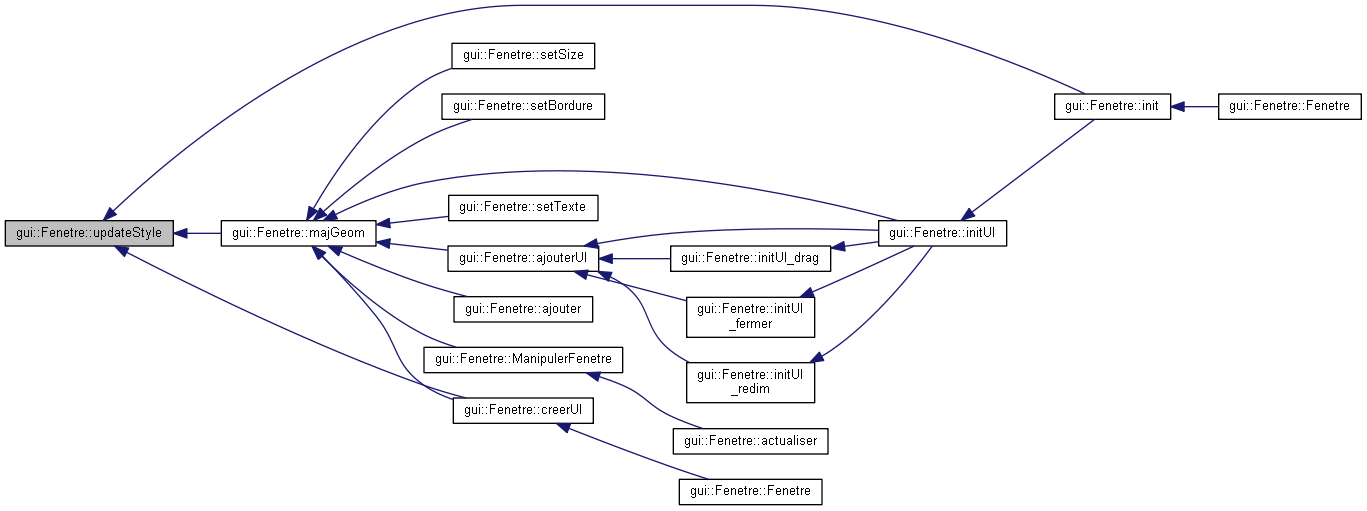 gui::Fenetre::setSize
gui::Fenetre::setBordure
gui::Fenetre::init
gui::Fenetre::Fenetre
gui::Fenetre::setTexte
gui::Fenetre::updateStyle
gui::Fenetre::majGeom
gui::Fenetre::initUI
gui::Fenetre::ajouterUI
gui::Fenetre::initUI_drag
gui::Fenetre::ajouter
gui::Fenetre::initUI
_fermer
gui::Fenetre::ManipulerFenetre
gui::Fenetre::initUI
_redim
gui::Fenetre::creerUI
gui::Fenetre::actualiser
gui::Fenetre::Fenetre